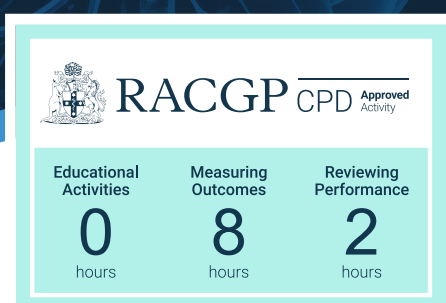 RACGP CPD Approved Activity
Educational Activities
0
hours
Measuring Outcomes
8
hours
Reviewing Performance
2
hours